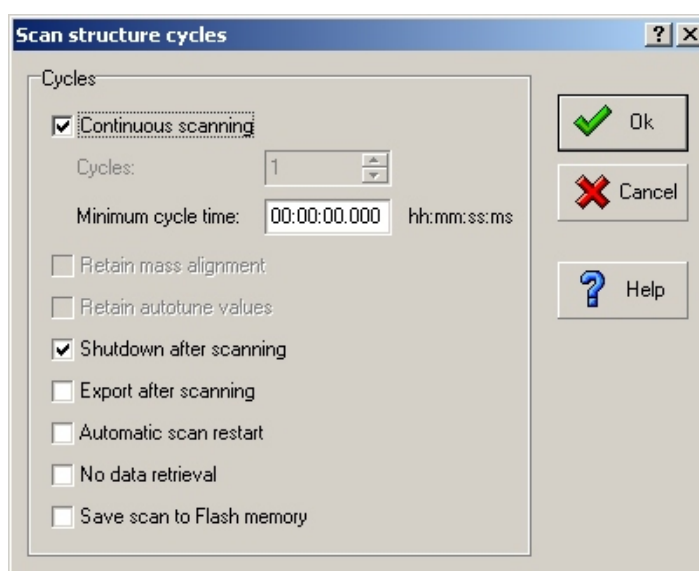 Scan structure cycles
Cycles
Continuous scanning
Cycles: 1
Minimum cycle time: 00:00:00.000 hh:mm:ss:ms
Retain mass alignment
Retain autotune values
Shutdown after scanning
Export after scanning
Automatic scan restart
No data retrieval
Save scan to Flash memory
Ok
Cancel
Help